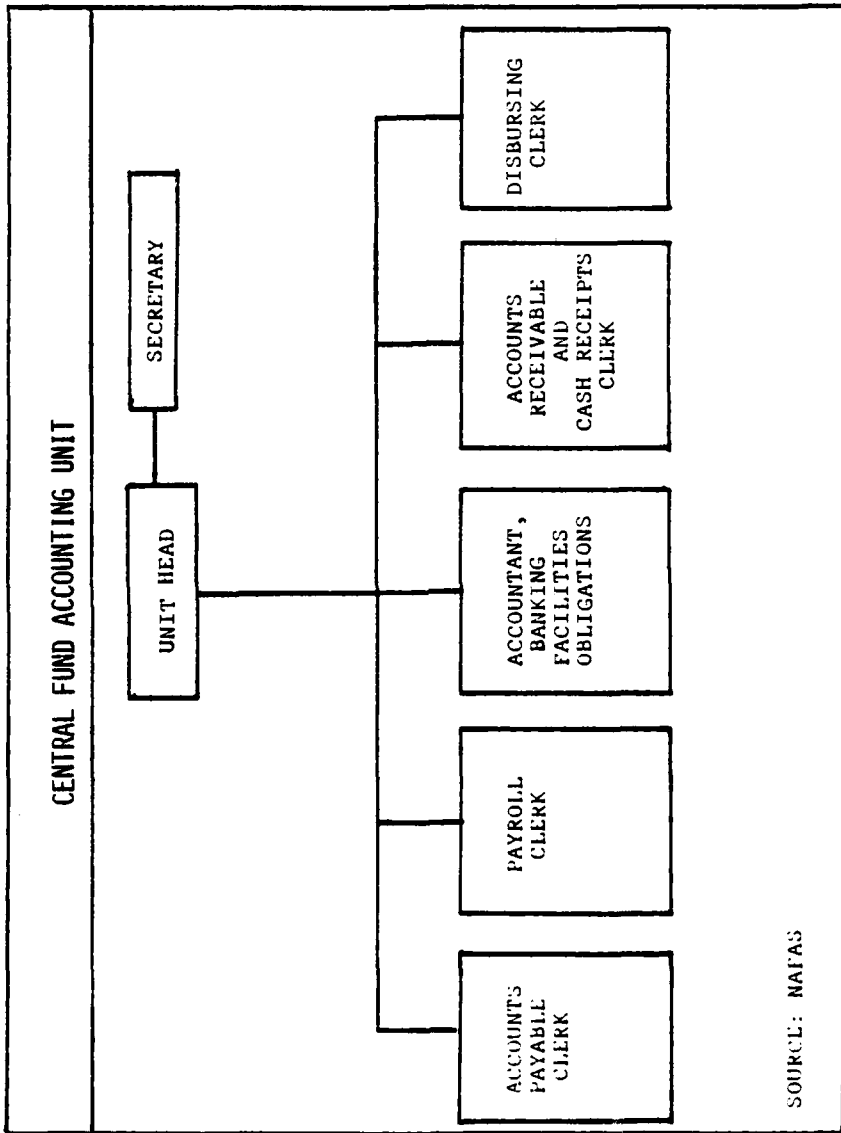 CENTRAL FUND ACCOUNTING UNIT
UNIT HEAD
SECRETARY
ACCOUNTS
PAYABLE
CLERK
PAYROLL
CLERK
ACCOUNTANT,
BANKING
FACILITIES
OBLIGATIONS
ACCOUNTS
RECEIVABLE
AND
CASH RECEIPTS
CLERK
DISBURSING
CLERK
SOURCE: NAFAS